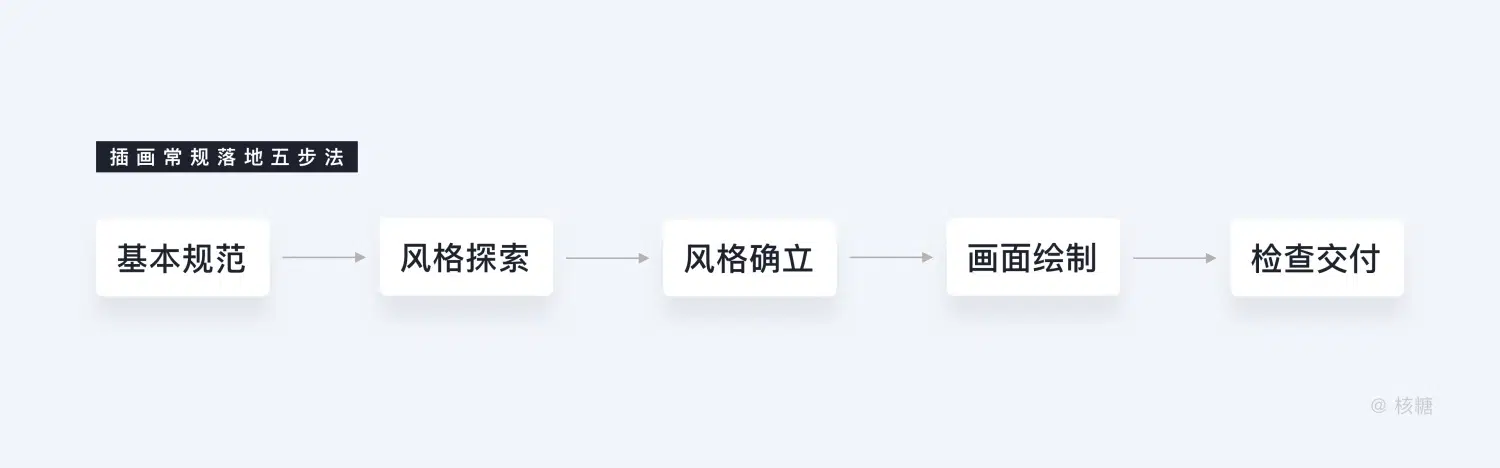 插画常规落地五步法
基本规范
风格探索
风格确立
画面绘制
检查交付
@ 核糖